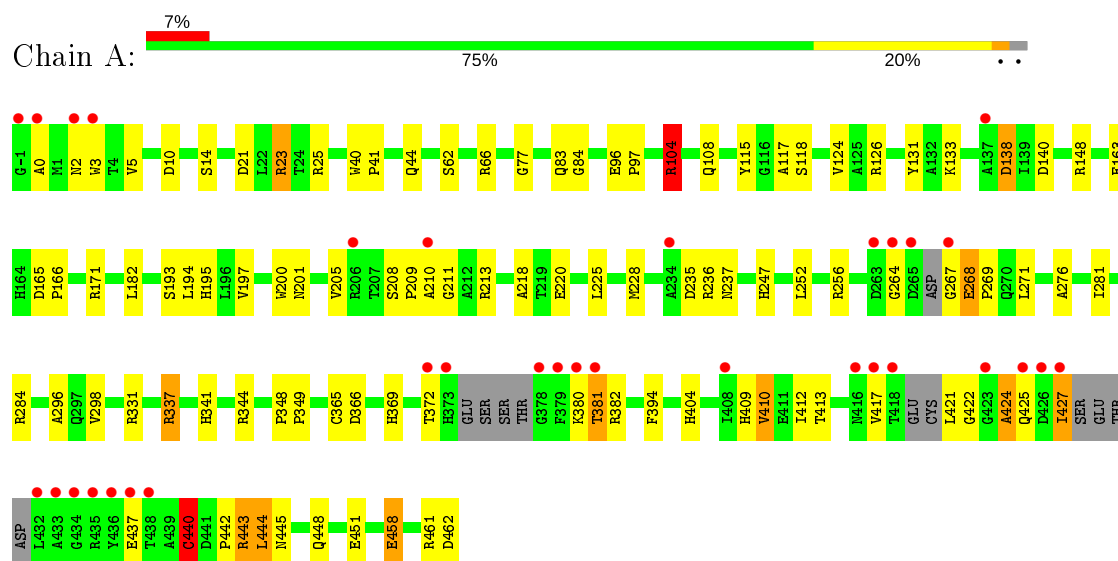 7%
Chain A:
75% 20% • •
G-1 A0 M1 N2 W3 T4 V5 D10 S14 D21 L22 R23 T24 R25 W40 P41 Q44 S62 R66 G77 Q83 G84 E96 P97 R104 Q108 Y115 G116 A117 S118 V124 A125 R126 Y131 A132 K133 A137 D138 I139 D140 R148 E163
H164 D165 P166 R171 L182 S193 L194 H195 L196 V197 W200 N201 V205 R206 T207 S208 P209 A210 G211 A212 R213 A218 T219 E220 L225 M228 A234 D235 R236 N237 H247 L252 R256 D263 G264 D265 ASP G267 E268 P269 Q270 L271 A276 I281
R284 A296 Q297 V298 R331 R337 H341 R344 P348 P349 C365 D366 H369 T372 H373 GLU SER SER THR G378 F379 K380 T381 R382 F394 H404 I408 H409 V410 E411 I412 T413 N416 V417 T418 GLU CYS L421 G422 G423 A424 Q425 D426 I427 SER GLU THR
ASP L432 A433 G434 R435 Y436 E437 T438 A439 C440 D441 P442 R443 L444 N445 Q448 E451 E458 R461 D462